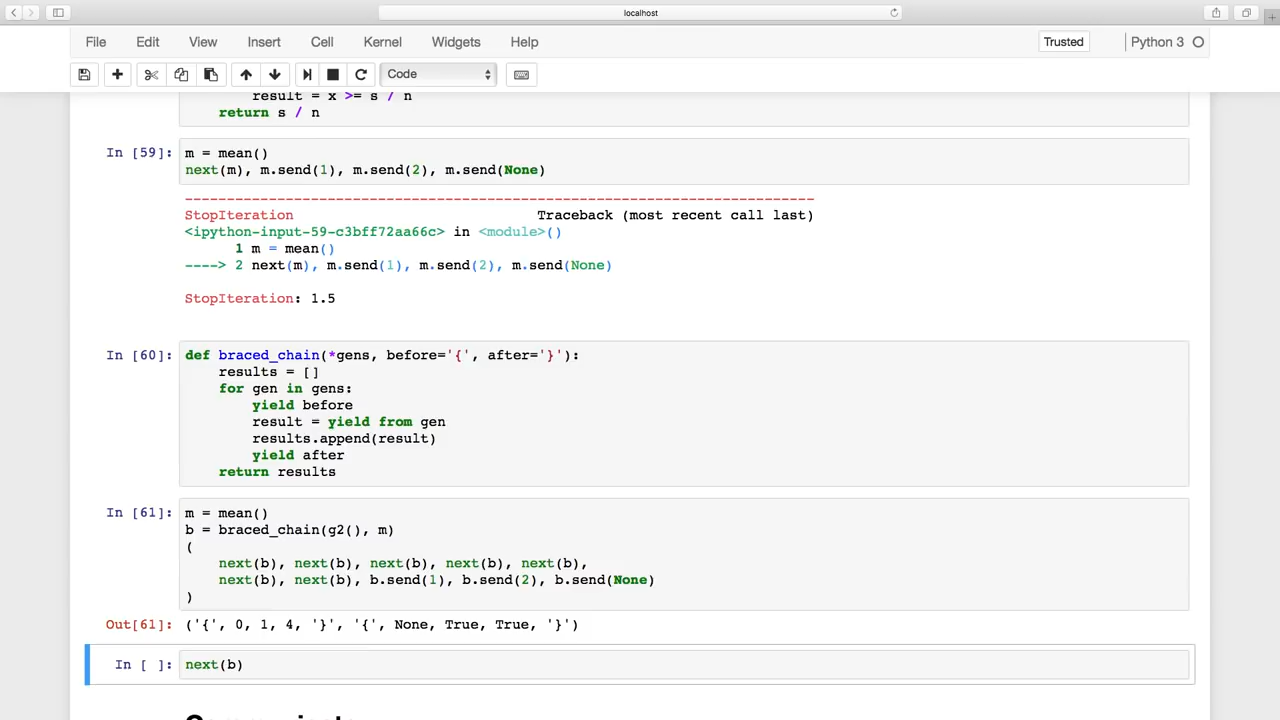 localhost
File Edit View Insert Cell Kernel Widgets Help Trusted Python 3
Code
result = x >= s / n
return s / n
In [59]: m = mean()
next(m), m.send(1), m.send(2), m.send(None)
---------------------------------------------------------------------------
StopIteration Traceback (most recent call last)
<ipython-input-59-c3bff72aa66c> in <module>()
1 m = mean()
----> 2 next(m), m.send(1), m.send(2), m.send(None)
StopIteration: 1.5
In [60]: def braced_chain(*gens, before='{', after='}'):
results = []
for gen in gens:
yield before
result = yield from gen
results.append(result)
yield after
return results
In [61]: m = mean()
b = braced_chain(g2(), m)
(
next(b), next(b), next(b), next(b), next(b),
next(b), next(b), b.send(1), b.send(2), b.send(None)
)
Out[61]: ('{', 0, 1, 4, '}', '{', None, True, True, '}')
In [ ]: next(b)